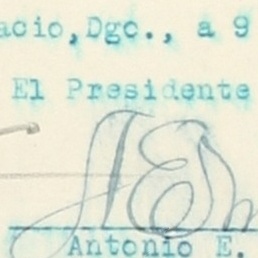 acio,Dgo., a 9
El Presidente
Antonio E.